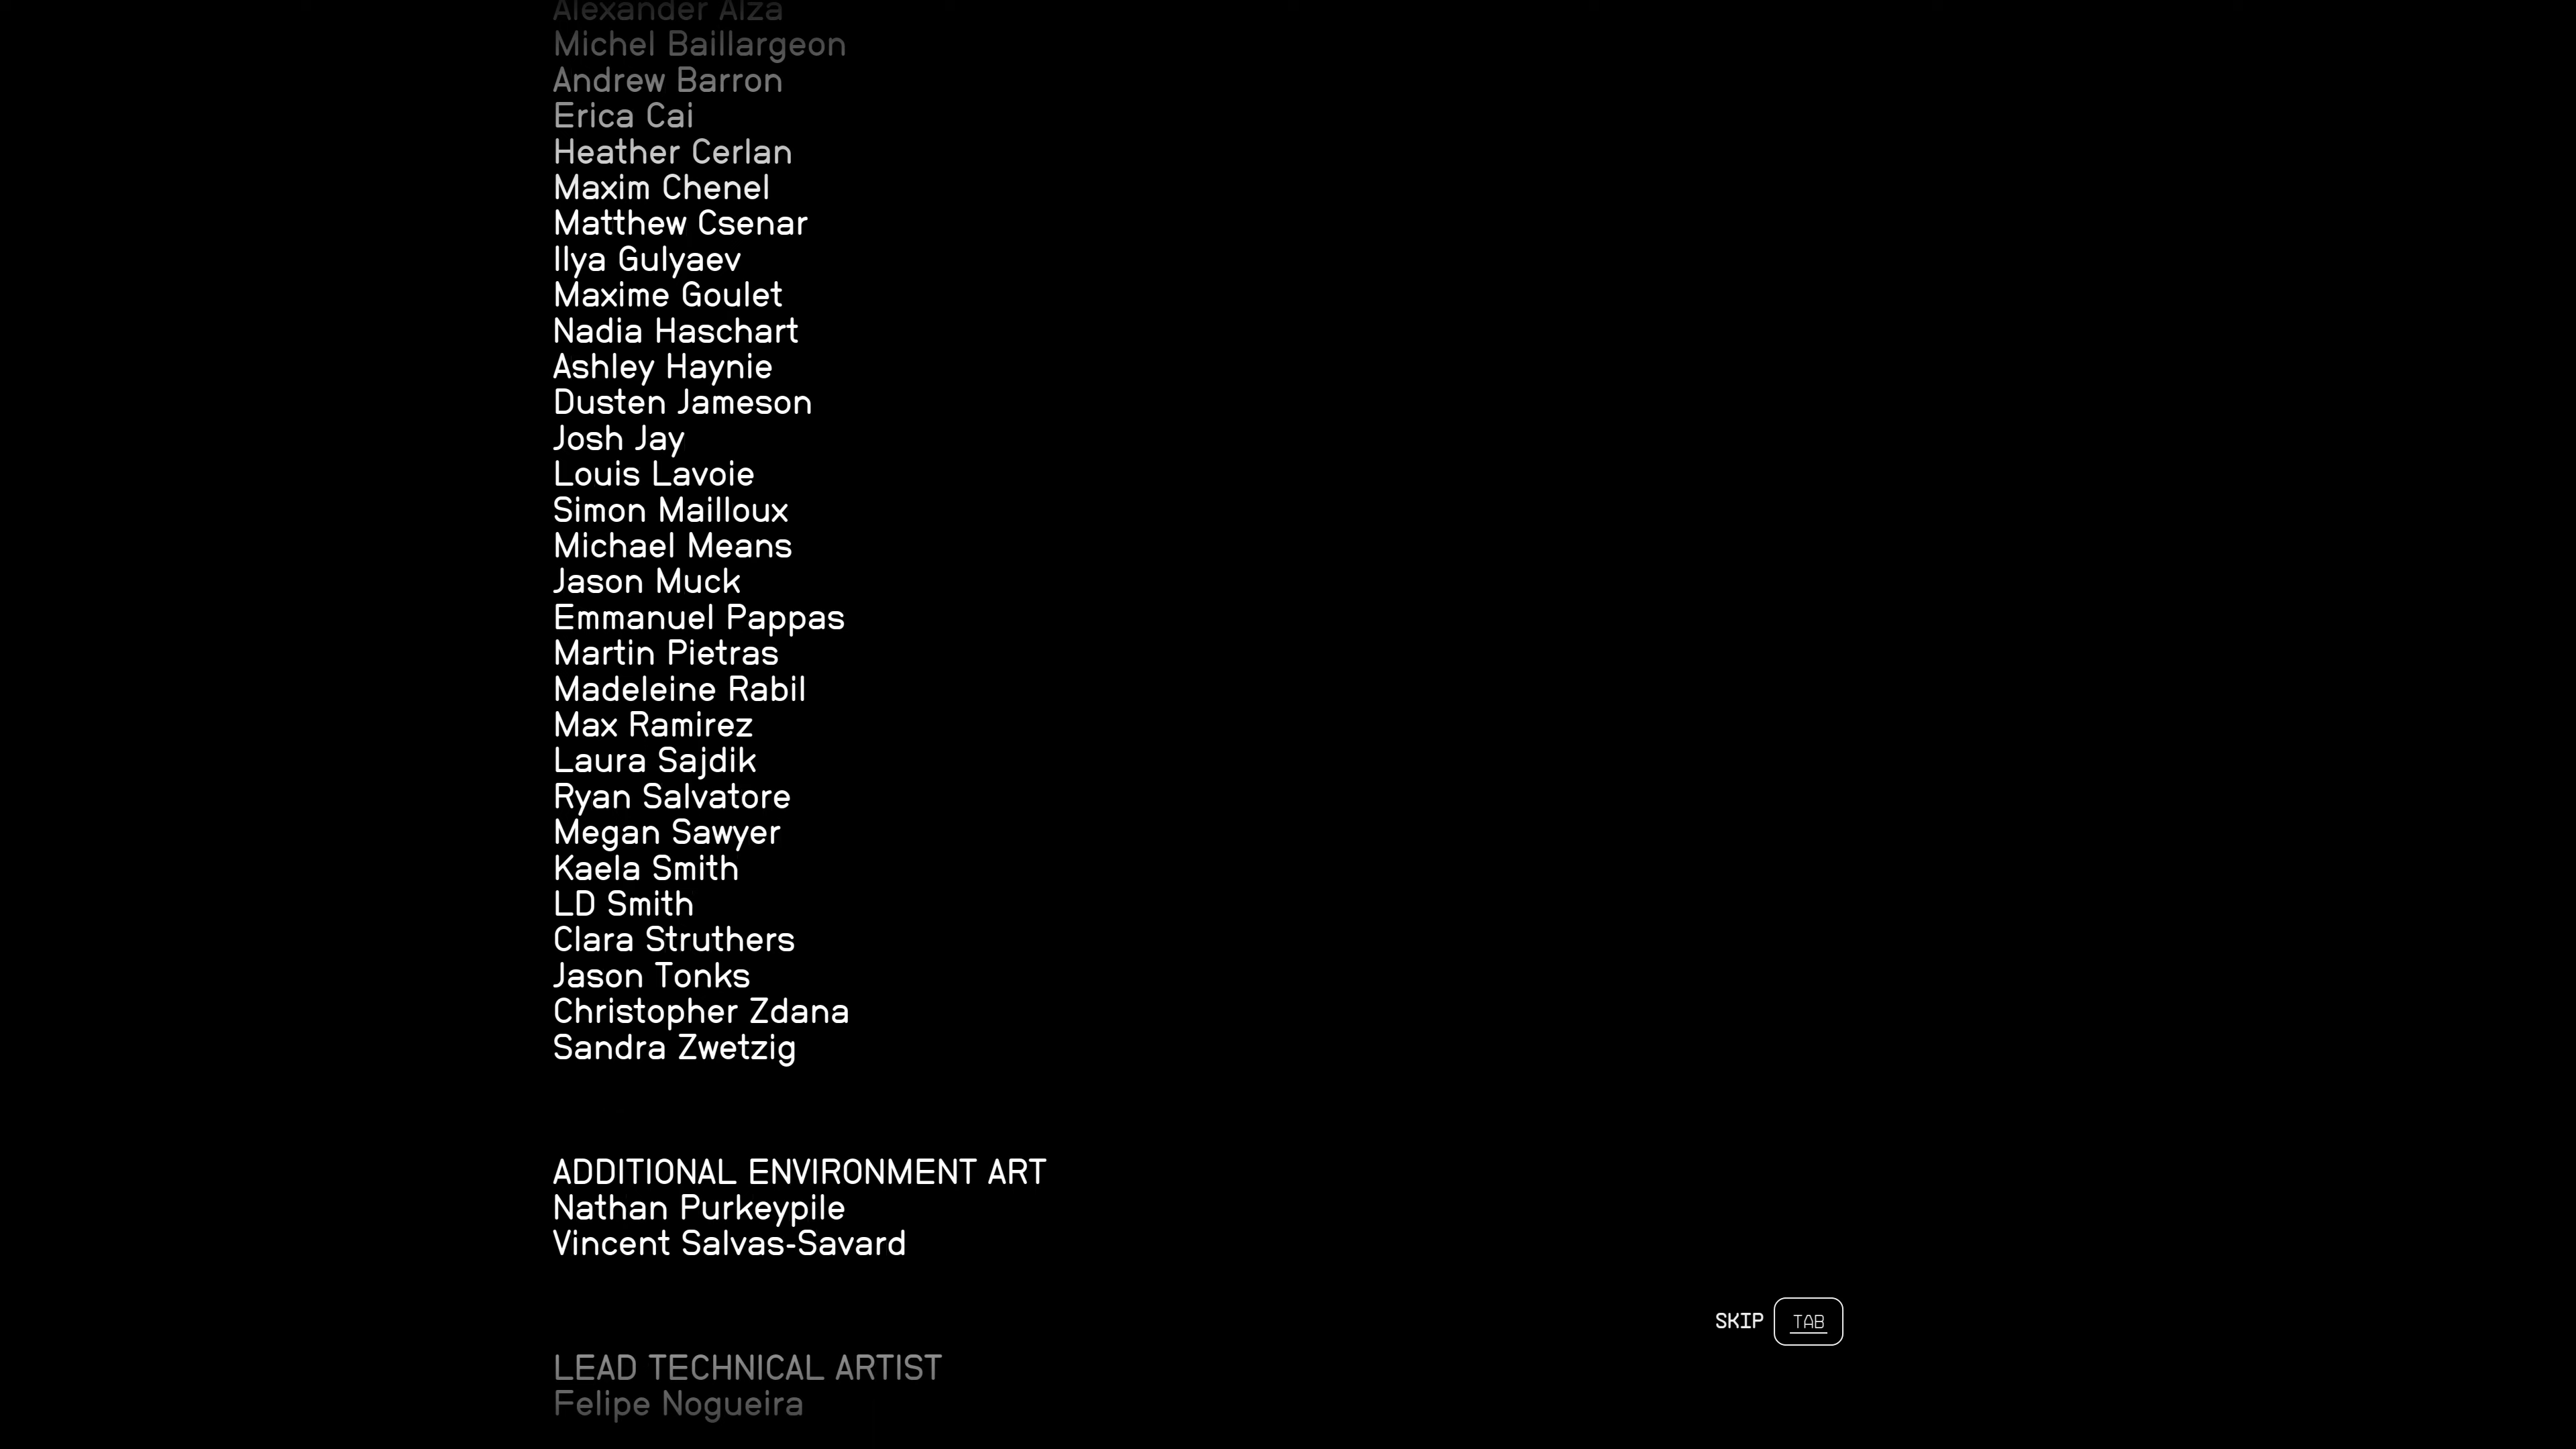 Alexander Alza
Michel Baillargeon
Andrew Barron
Erica Cai
Heather Cerlan
Maxim Chenel
Matthew Csenar
Ilya Gulyaev
Maxime Goulet
Nadia Haschart
Ashley Haynie
Dusten Jameson
Josh Jay
Louis Lavoie
Simon Mailloux
Michael Means
Jason Muck
Emmanuel Pappas
Martin Pietras
Madeleine Rabil
Max Ramirez
Laura Sajdik
Ryan Salvatore
Megan Sawyer
Kaela Smith
LD Smith
Clara Struthers
Jason Tonks
Christopher Zdana
Sandra Zwetzig
ADDITIONAL ENVIRONMENT ART
Nathan Purkeypile
Vincent Salvas-Savard
SKIP TAB
LEAD TECHNICAL ARTIST
Felipe Nogueira